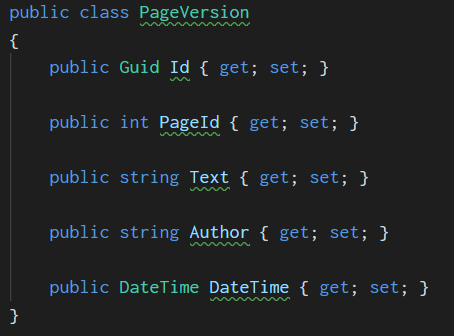 public class PageVersion
{
public Guid Id { get; set; }
public int PageId { get; set; }
public string Text { get; set; }
public string Author { get; set; }
public DateTime DateTime { get; set; }
}